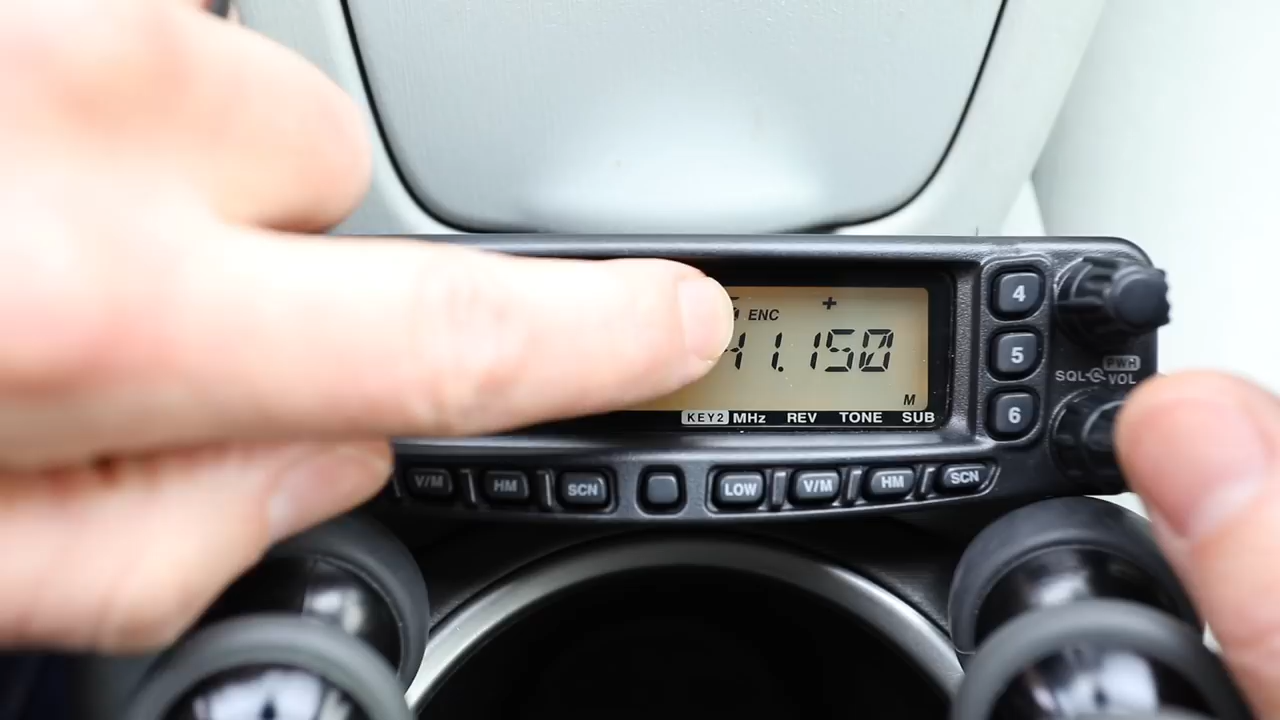 ENC +
41.150
M
KEY2 MHz REV TONE SUB
4
5
6
PWR
SQL VOL
V/M HM SCN LOW V/M HM SCN